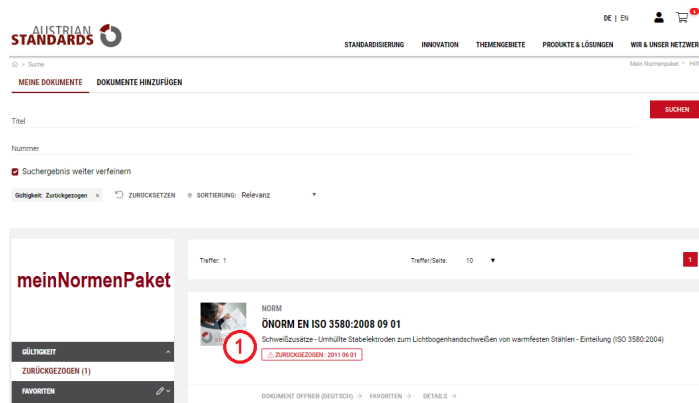 DE | EN
AUSTRIAN
STANDARDS
STANDARDISIERUNG INNOVATION THEMENGEBIETE PRODUKTE & LÖSUNGEN WIR & UNSER NETZWER
> Suche
Mein Normenpaket Hilf
MEINE DOKUMENTE DOKUMENTE HINZUFÜGEN
SUCHEN
Titel
Nummer
Suchergebnis weiter verfeinern
Gültigkeit: Zurückgezogen × ZURÜCKSETZEN SORTIERUNG: Relevanz
Treffer: 1 Treffer/Seite: 10 1
meinNormenPaket
NORM
ÖNORM EN ISO 3580:2008 09 01
Schweißzusätze - Umhüllte Stabelektroden zum Lichtbogenhandschweißen von warmfesten Stählen - Einteilung (ISO 3580:2004)
1
ZURÜCKGEZOGEN : 2011 06 01
GÜLTIGKEIT
ZURÜCKGEZOGEN (1)
FAVORITEN
DOKUMENT ÖFFNEN (DEUTSCH) → FAVORITEN → DETAILS →